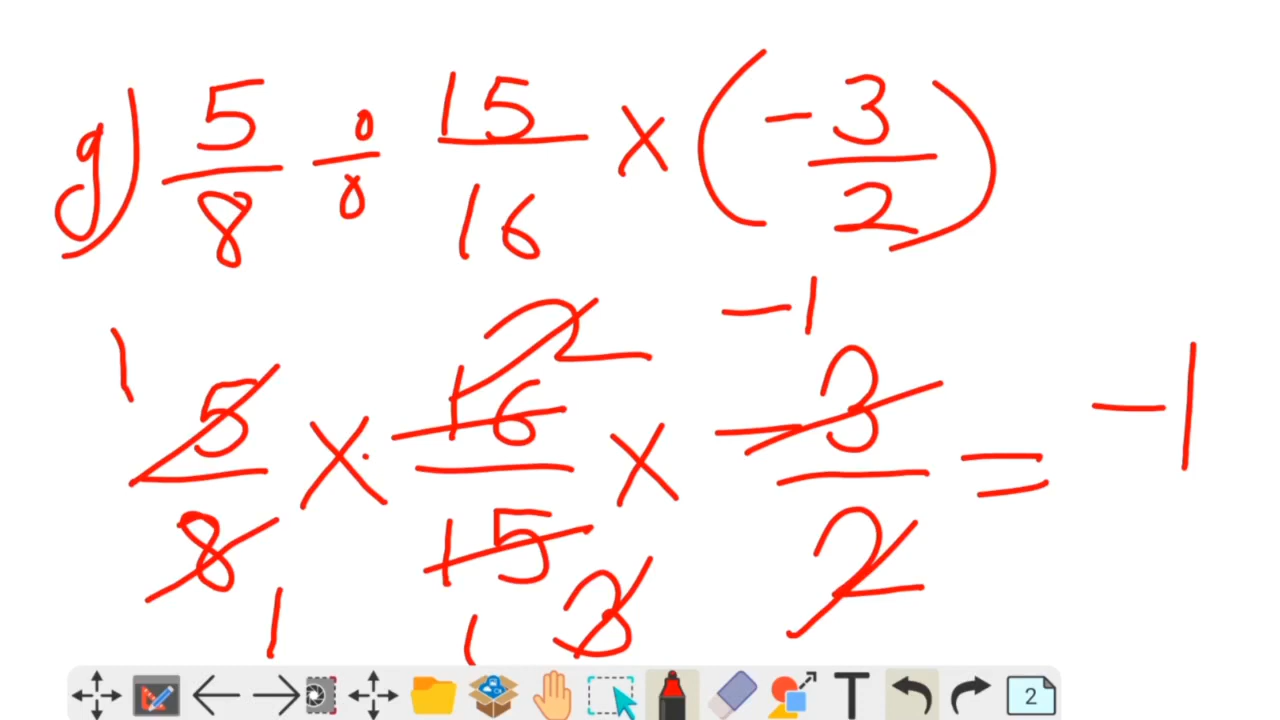 g) 5/8 ÷ 15/16 × (-3/2)
1 2 -1
5/8 × 16/15 × -3/2 = -1
1 1 3
2